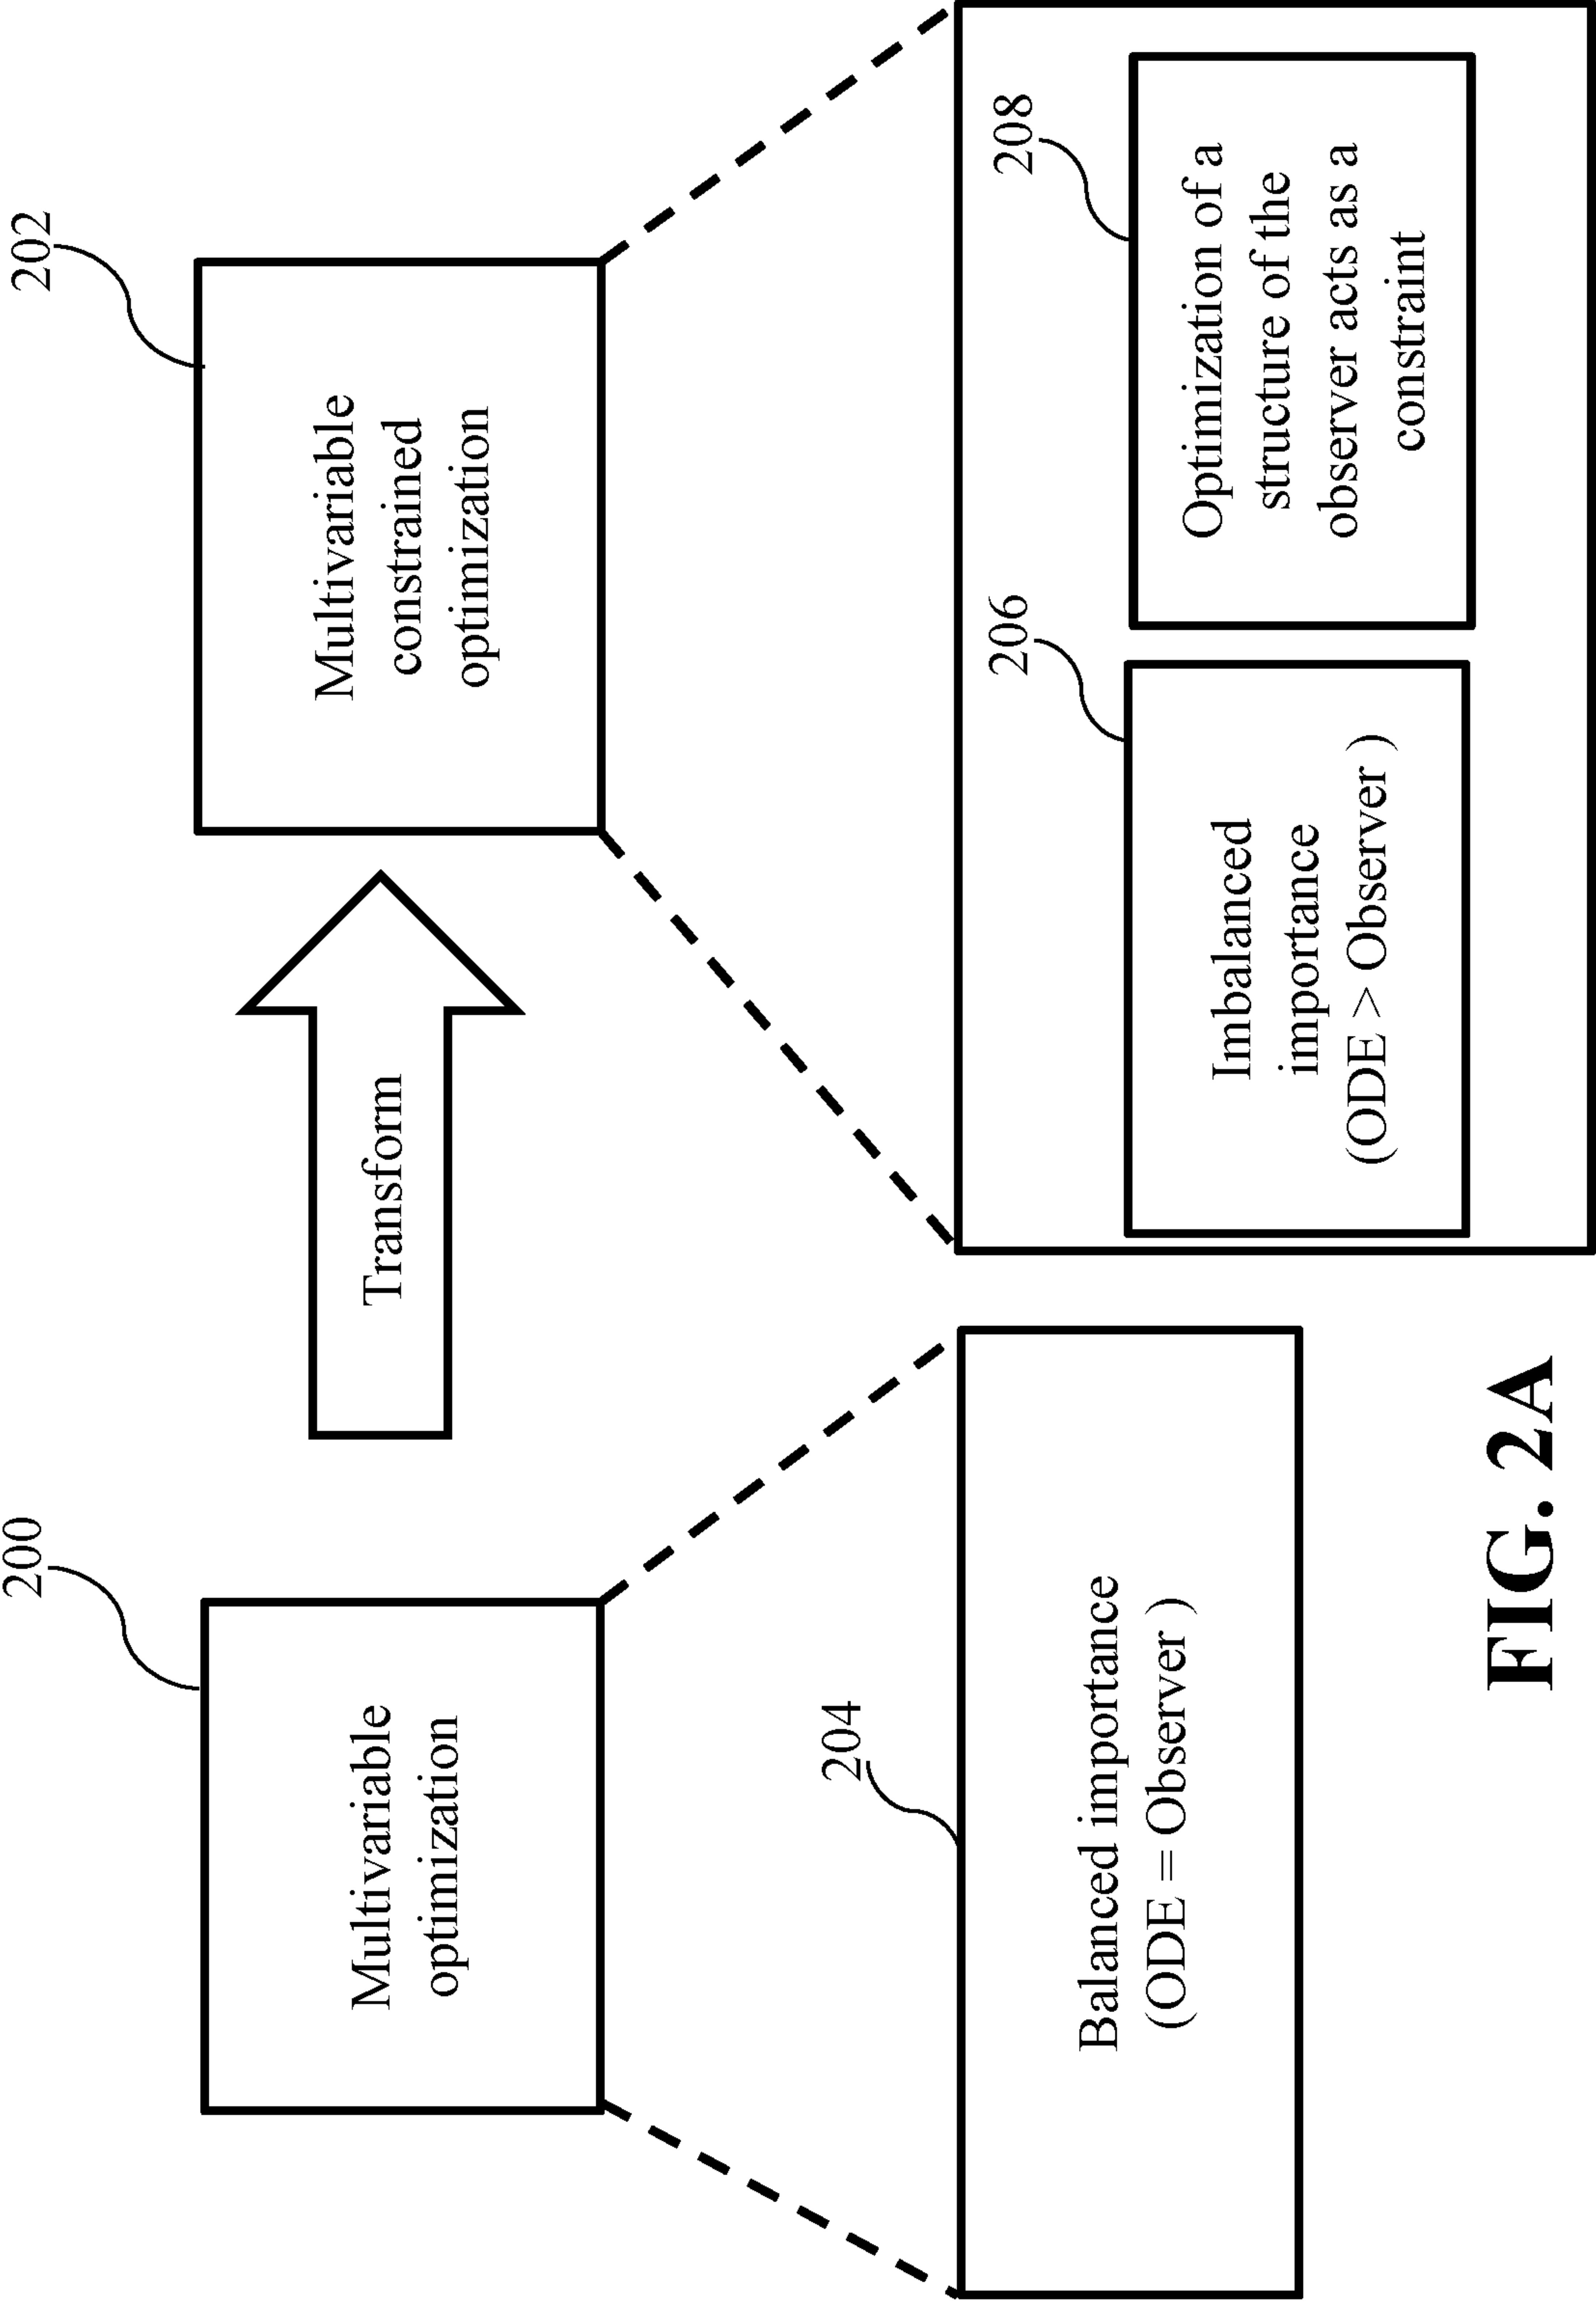 200
Multivariable
optimization
Transform
202
Multivariable
constrained
optimization
204
Balanced importance
(ODE = Observer )
206
Imbalanced
importance
(ODE > Observer )
208
Optimization of a
structure of the
observer acts as a
constraint
FIG. 2A